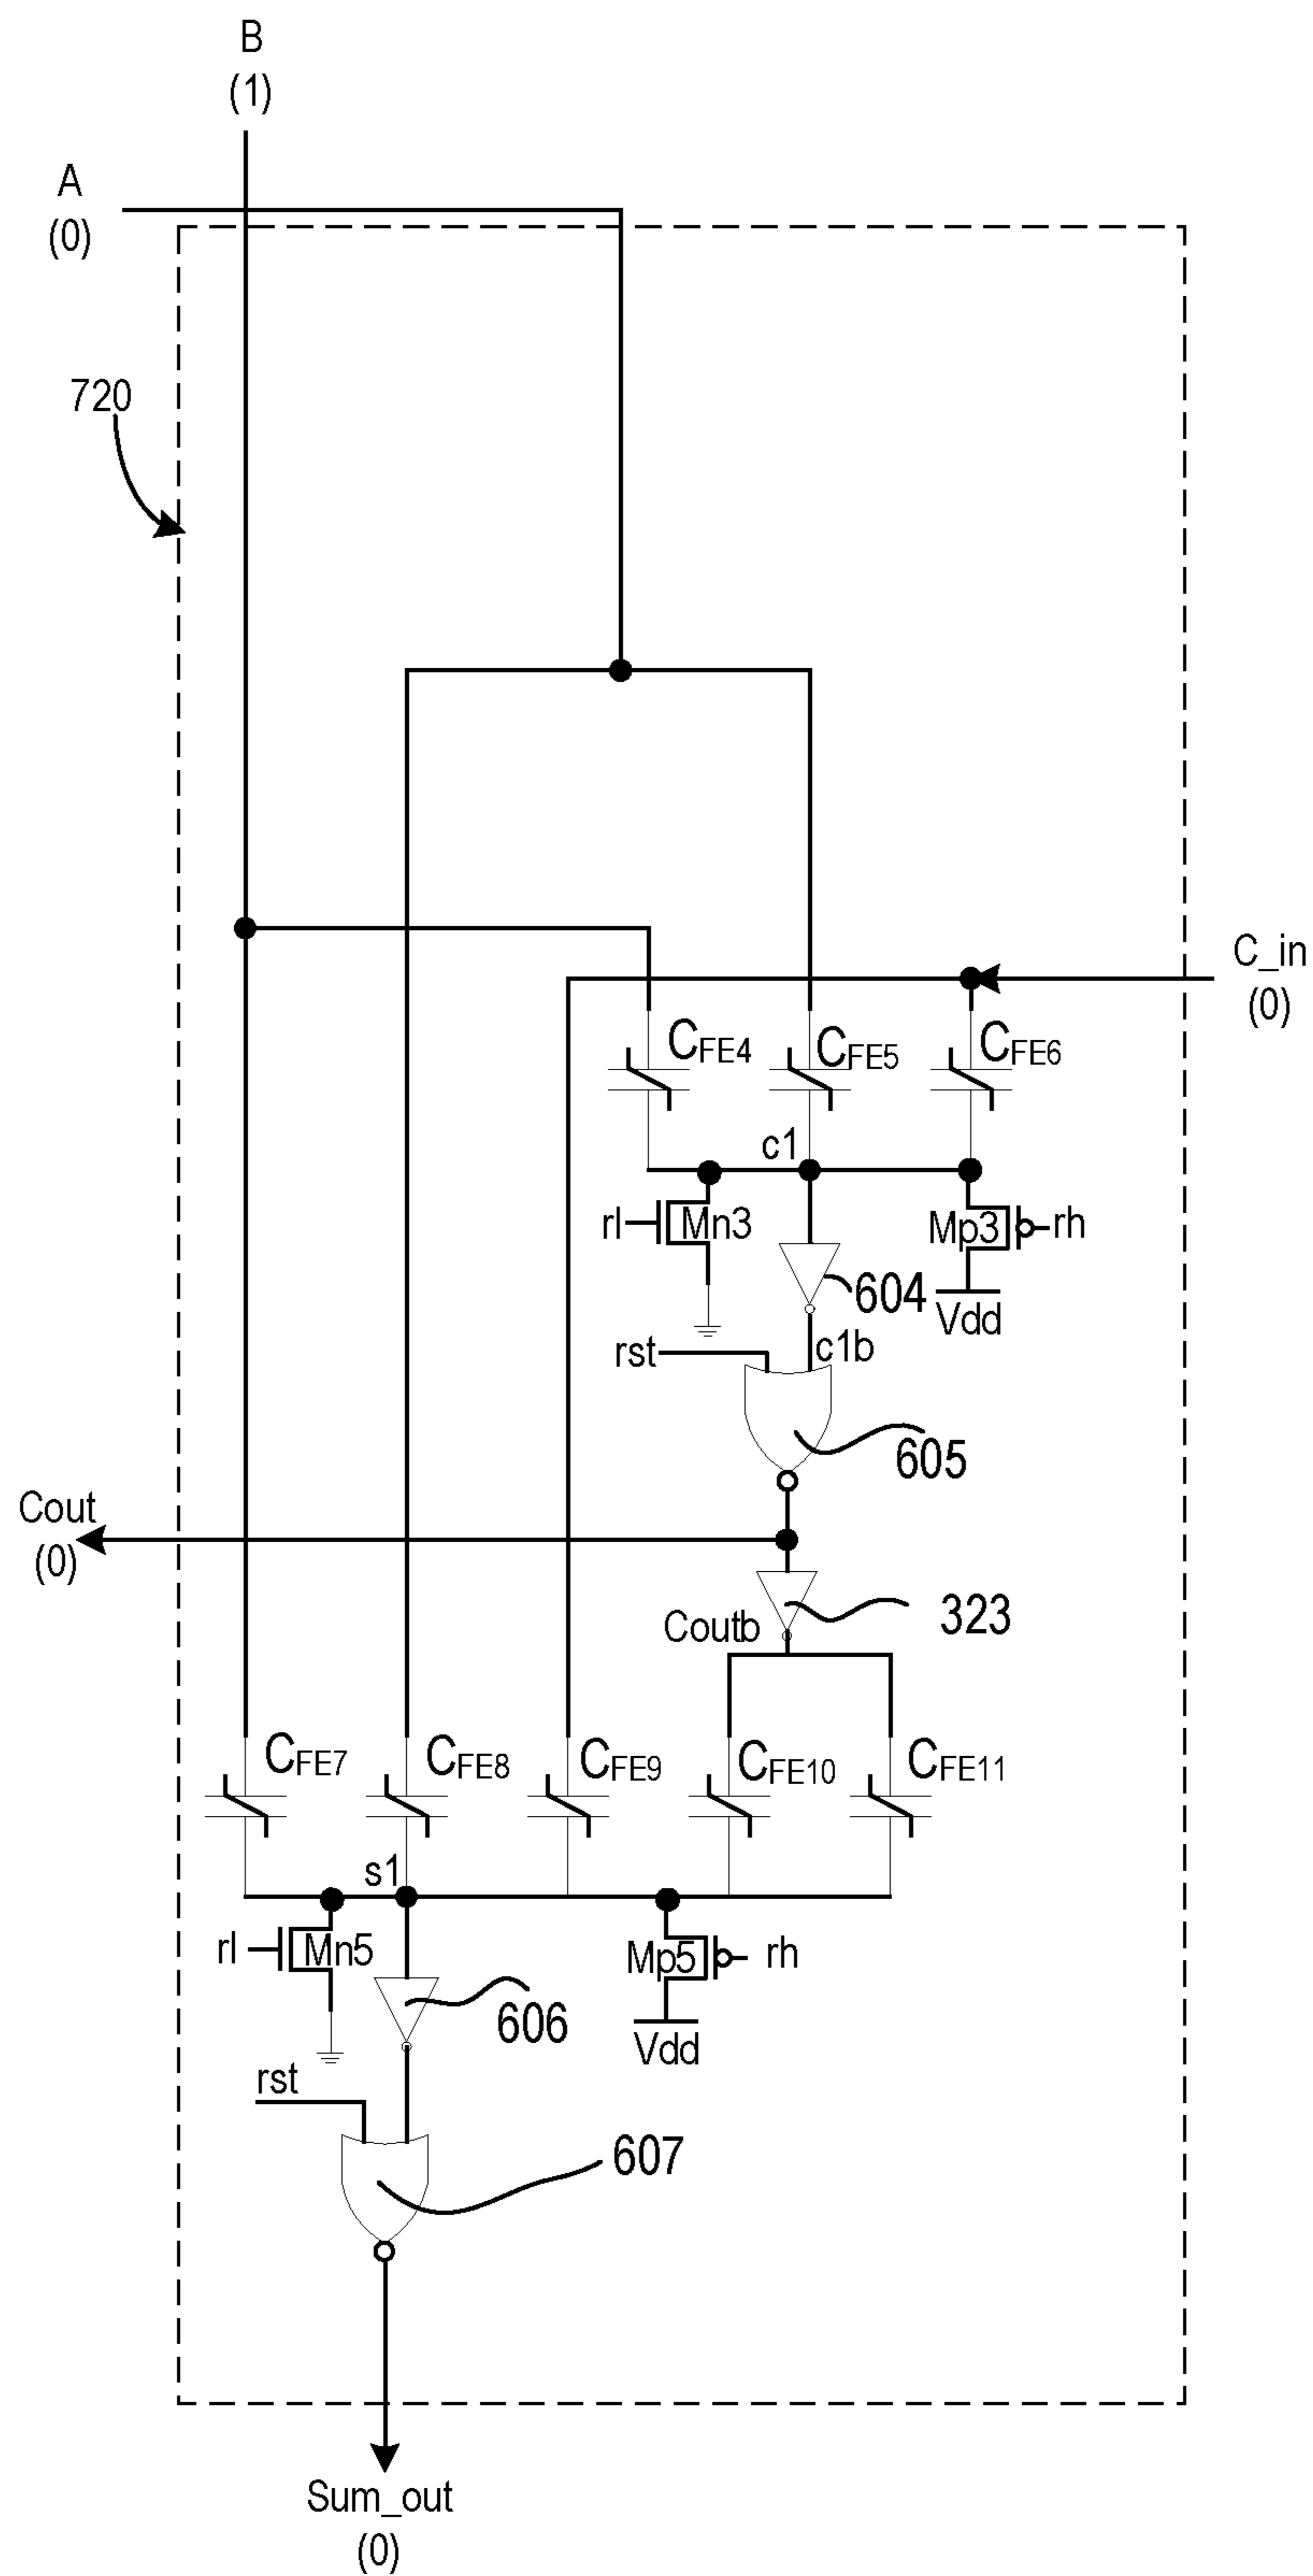 B
(1)
A
(0)
720
C_in
(0)
CFE4
CFE5
CFE6
c1
rl
Mn3
Mp3
rh
604
Vdd
rst
c1b
605
Cout
(0)
323
Coutb
CFE7
CFE8
CFE9
CFE10
CFE11
s1
rl
Mn5
Mp5
rh
606
Vdd
rst
607
Sum_out
(0)